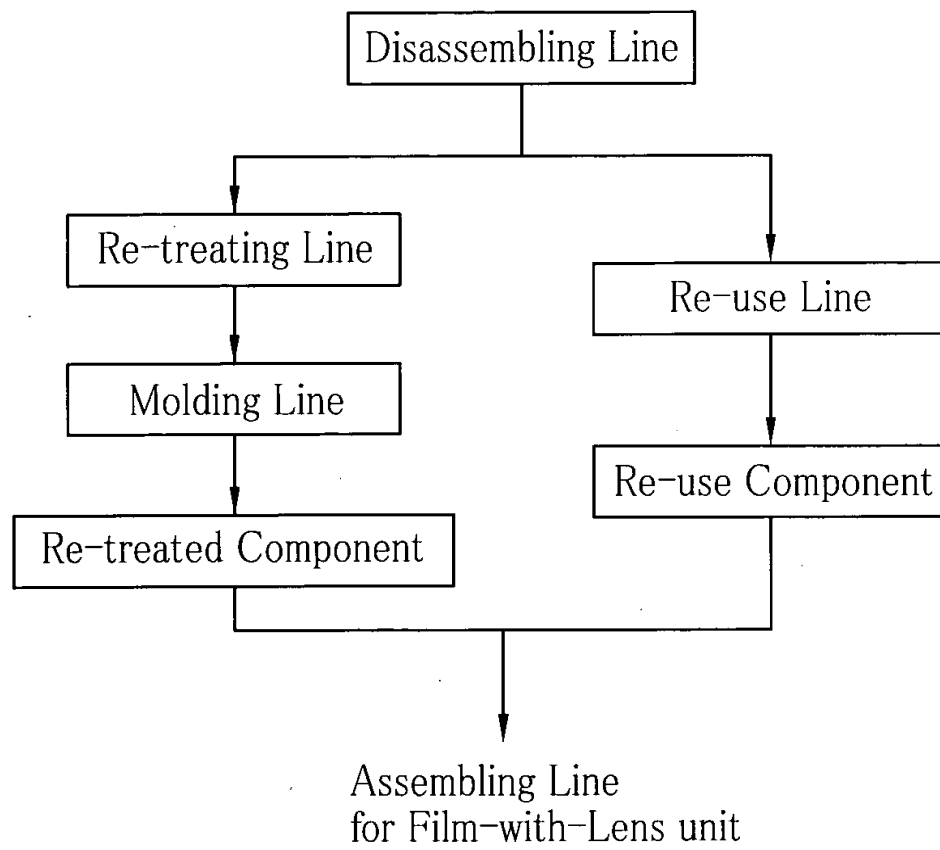 Disassembling Line
Re-treating Line
Re-use Line
Molding Line
Re-use Component
Re-treated Component
Assembling Line
for Film-with-Lens unit